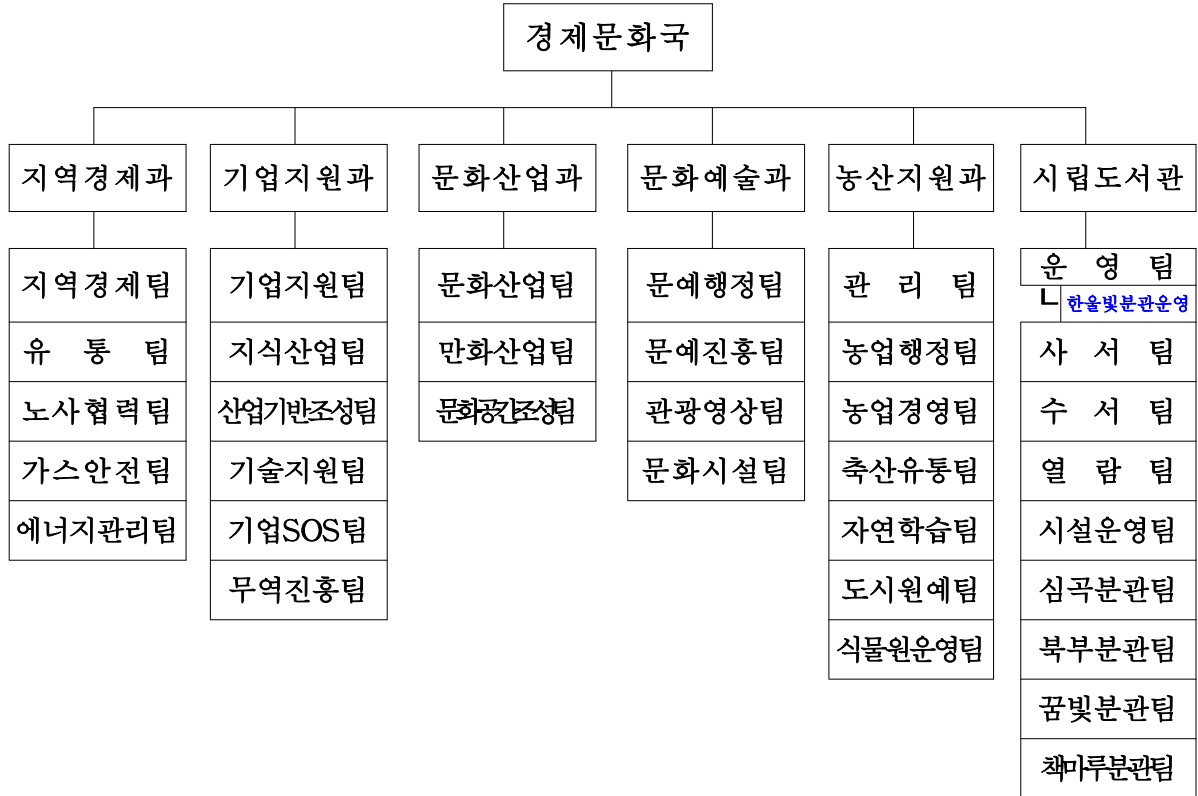 경제문화국
지역경제과
기업지원과
문화산업과
문화예술과
농산지원과
시립도서관
지역경제팀
유 통 팀
노사협력팀
가스안전팀
에너지관리팀
기업지원팀
지식산업팀
산업기반조성팀
기술지원팀
기업SOS팀
무역진흥팀
문화산업팀
만화산업팀
문화공간조성팀
문예행정팀
문예진흥팀
관광영상팀
문화시설팀
관 리 팀
농업행정팀
농업경영팀
축산유통팀
자연학습팀
도시원예팀
식물원운영팀
운 영 팀
┗ 한울빛분관운영
사 서 팀
수 서 팀
열 람 팀
시설운영팀
심곡분관팀
북부분관팀
꿈빛분관팀
책마루분관팀